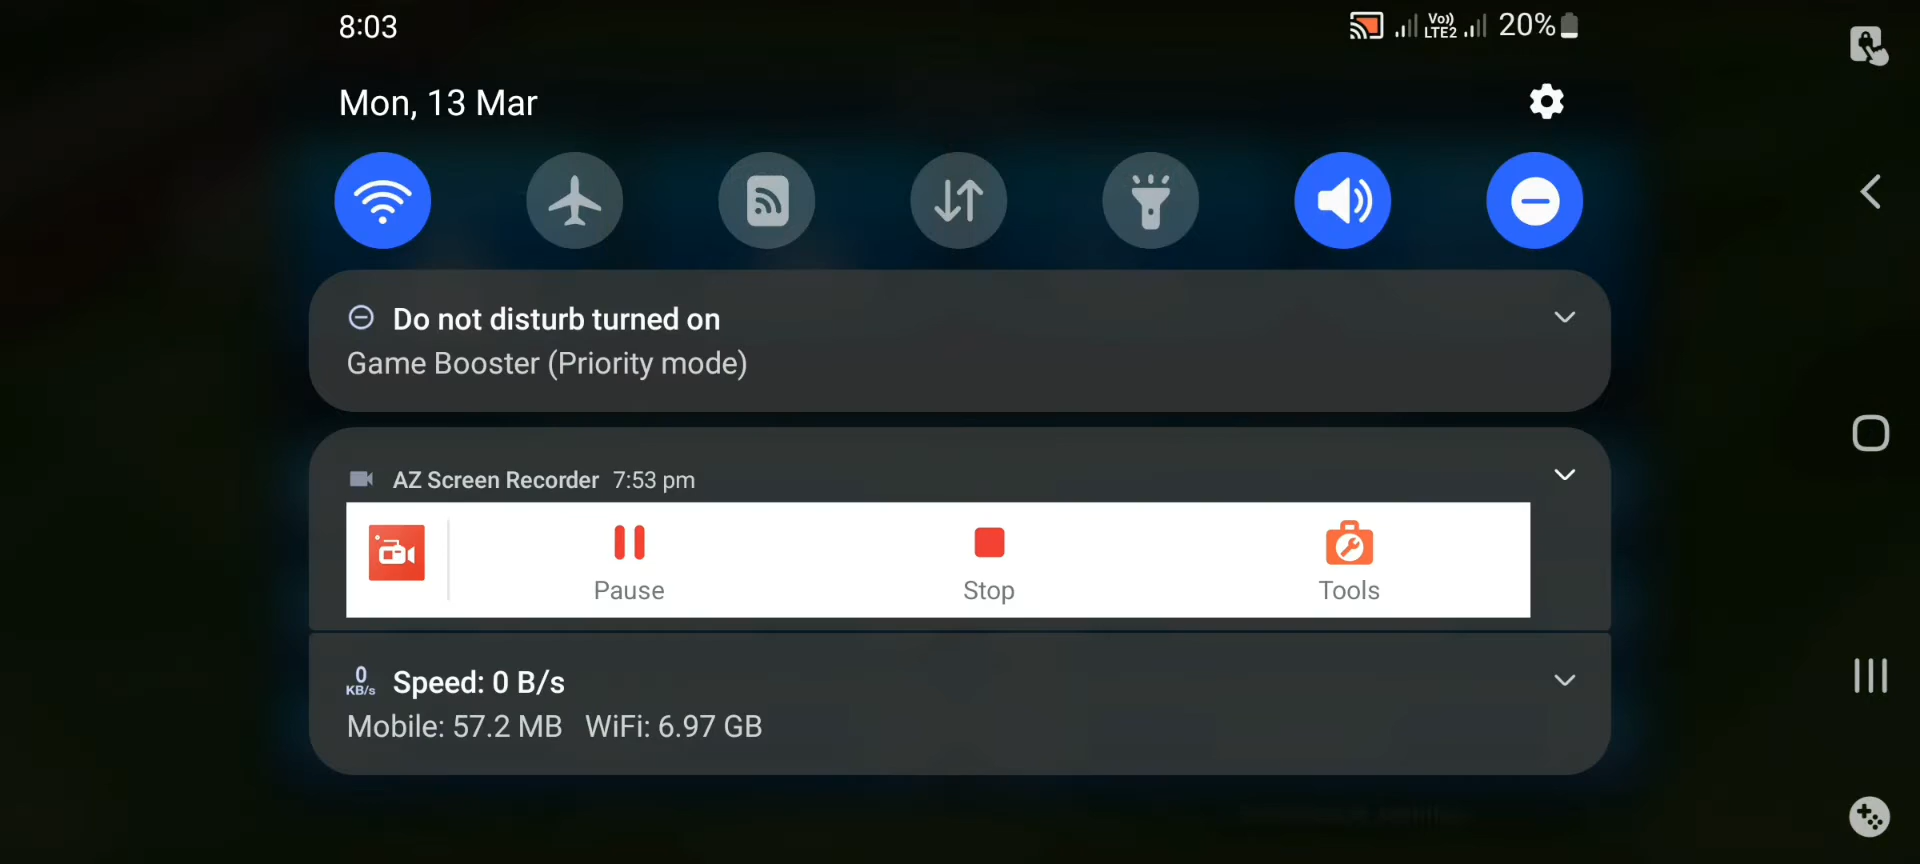 8:03
Vo)) LTE2 20%
Mon, 13 Mar
Do not disturb turned on
Game Booster (Priority mode)
AZ Screen Recorder 7:53 pm
Pause Stop Tools
0 KB/s Speed: 0 B/s
Mobile: 57.2 MB WiFi: 6.97 GB